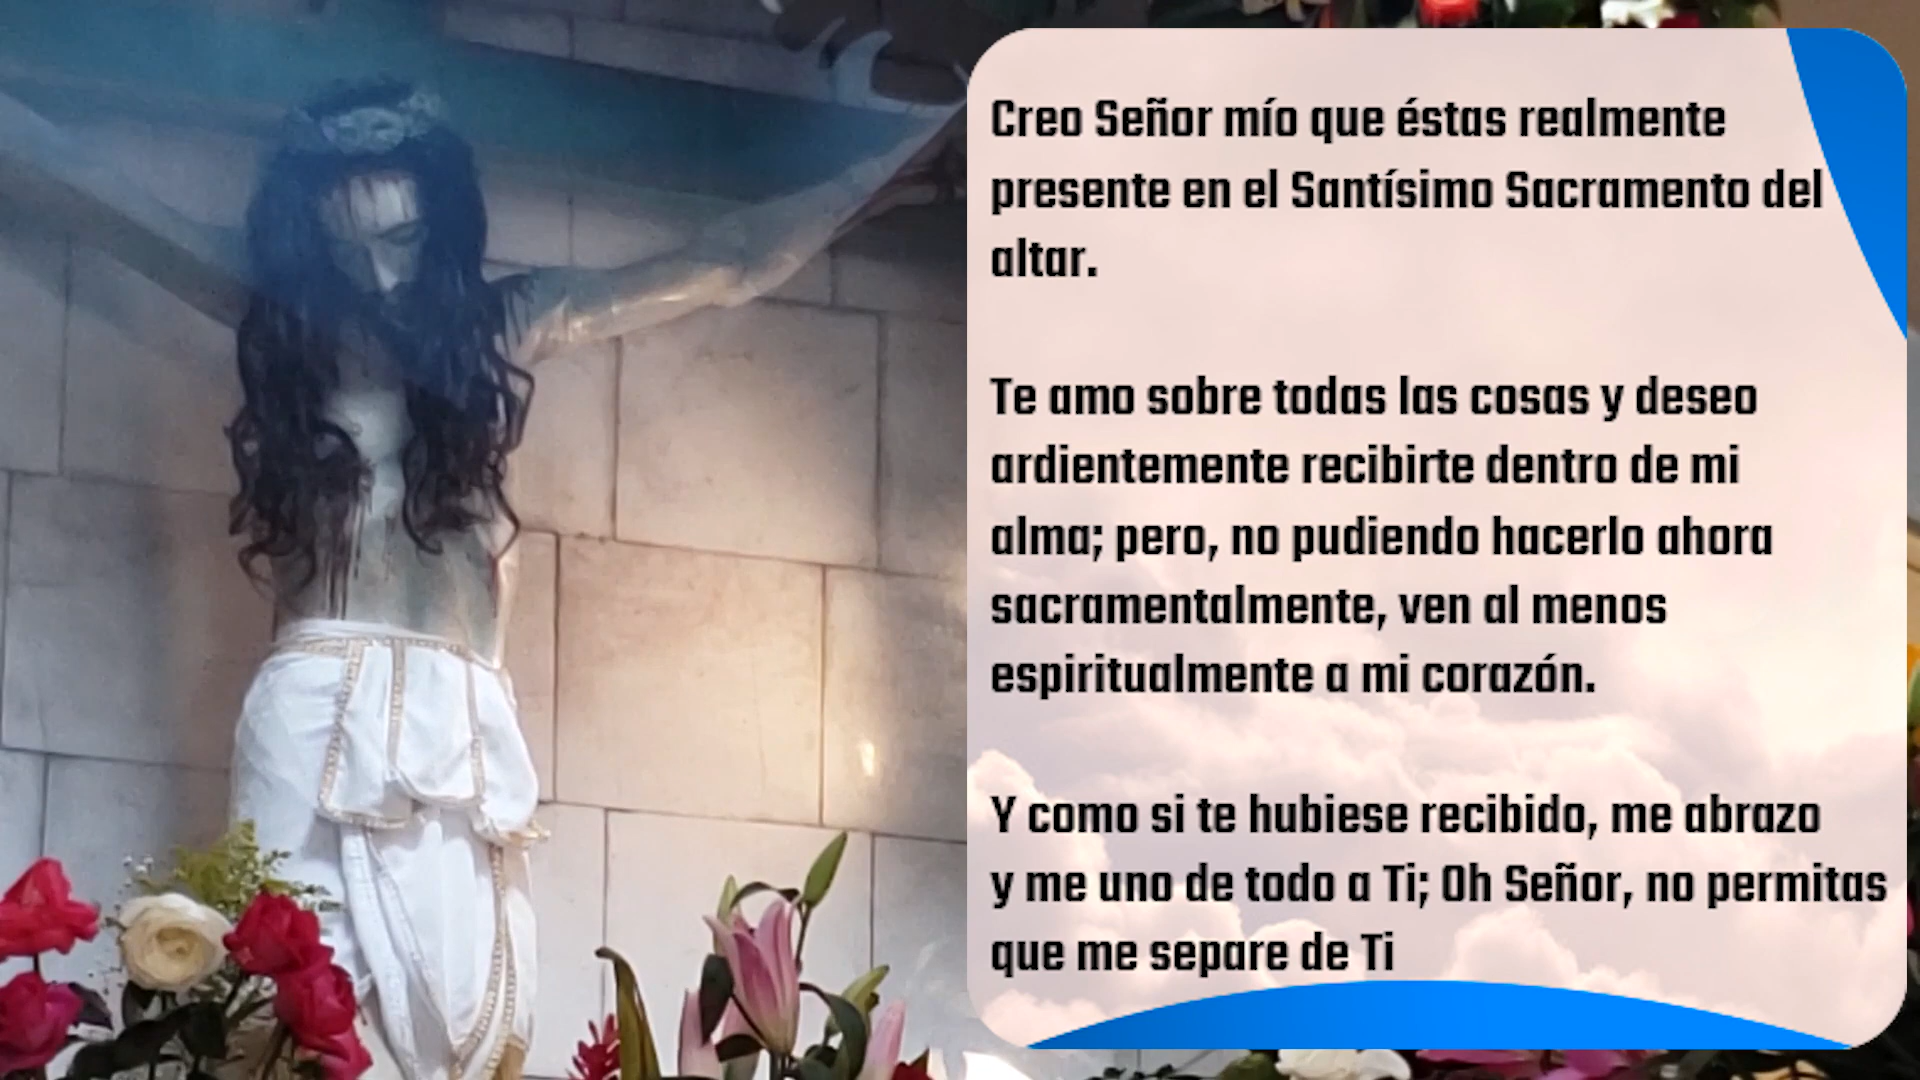 Creo Señor mío que éstas realmente
presente en el Santísimo Sacramento del
altar.
Te amo sobre todas las cosas y deseo
ardientemente recibirte dentro de mi
alma; pero, no pudiendo hacerlo ahora
sacramentalmente, ven al menos
espiritualmente a mi corazón.
Y como si te hubiese recibido, me abrazo
y me uno de todo a Ti; Oh Señor, no permitas
que me separe de Ti